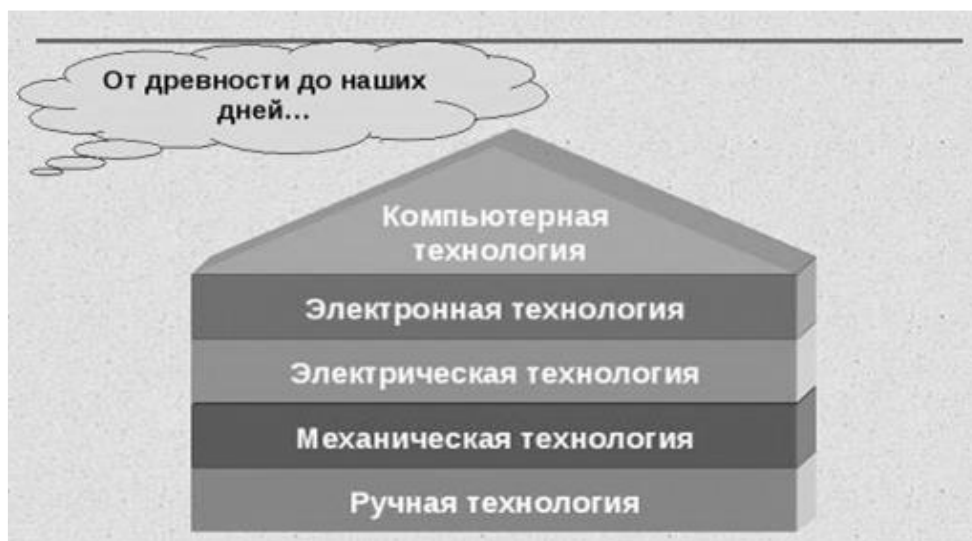 От древности до наших
дней...
Компьютерная
технология
Электронная технология
Электрическая технология
Механическая технология
Ручная технология